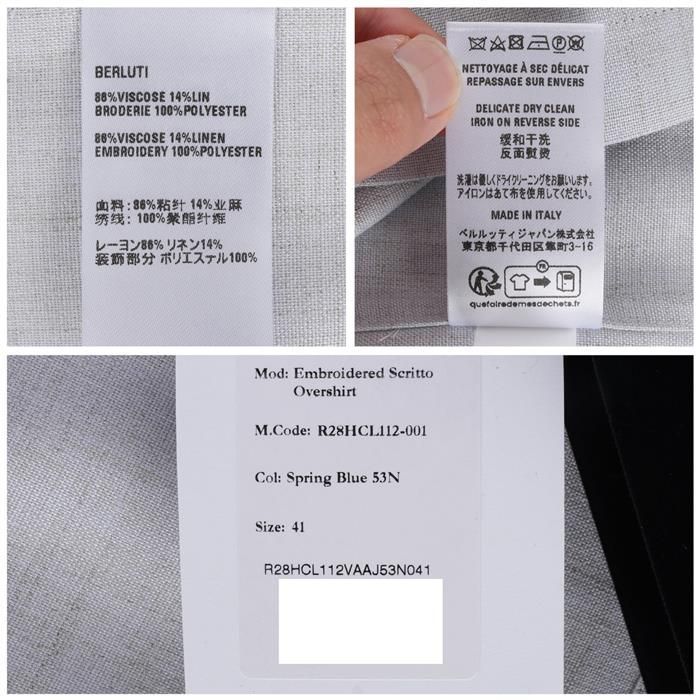 BERLUTI
86%VISCOSE 14%LIN
BRODERIE 100%POLYESTER
86%VISCOSE 14%LINEN
EMBROIDERY 100%POLYESTER
面料: 86%粘纤 14%亚麻
绣线: 100%聚酯纤维
レーヨン86% リネン14%
装飾部分 ポリエステル100%
NETTOYAGE À SEC DÉLICAT
REPASSAGE SUR ENVERS
DELICATE DRY CLEAN
IRON ON REVERSE SIDE
缓和干洗
反面熨烫
洗濯は優しくドライクリーニングをお願いします。
アイロンはあて布を使用してください。
MADE IN ITALY
ベルルッティジャパン株式会社
東京都千代田区隼町3-16
FR
quefairedemesdechets.fr
Mod: Embroidered Scritto
Overshirt
M.Code: R28HCL112-001
Col: Spring Blue 53N
Size: 41
R28HCL112VAAJ53N041